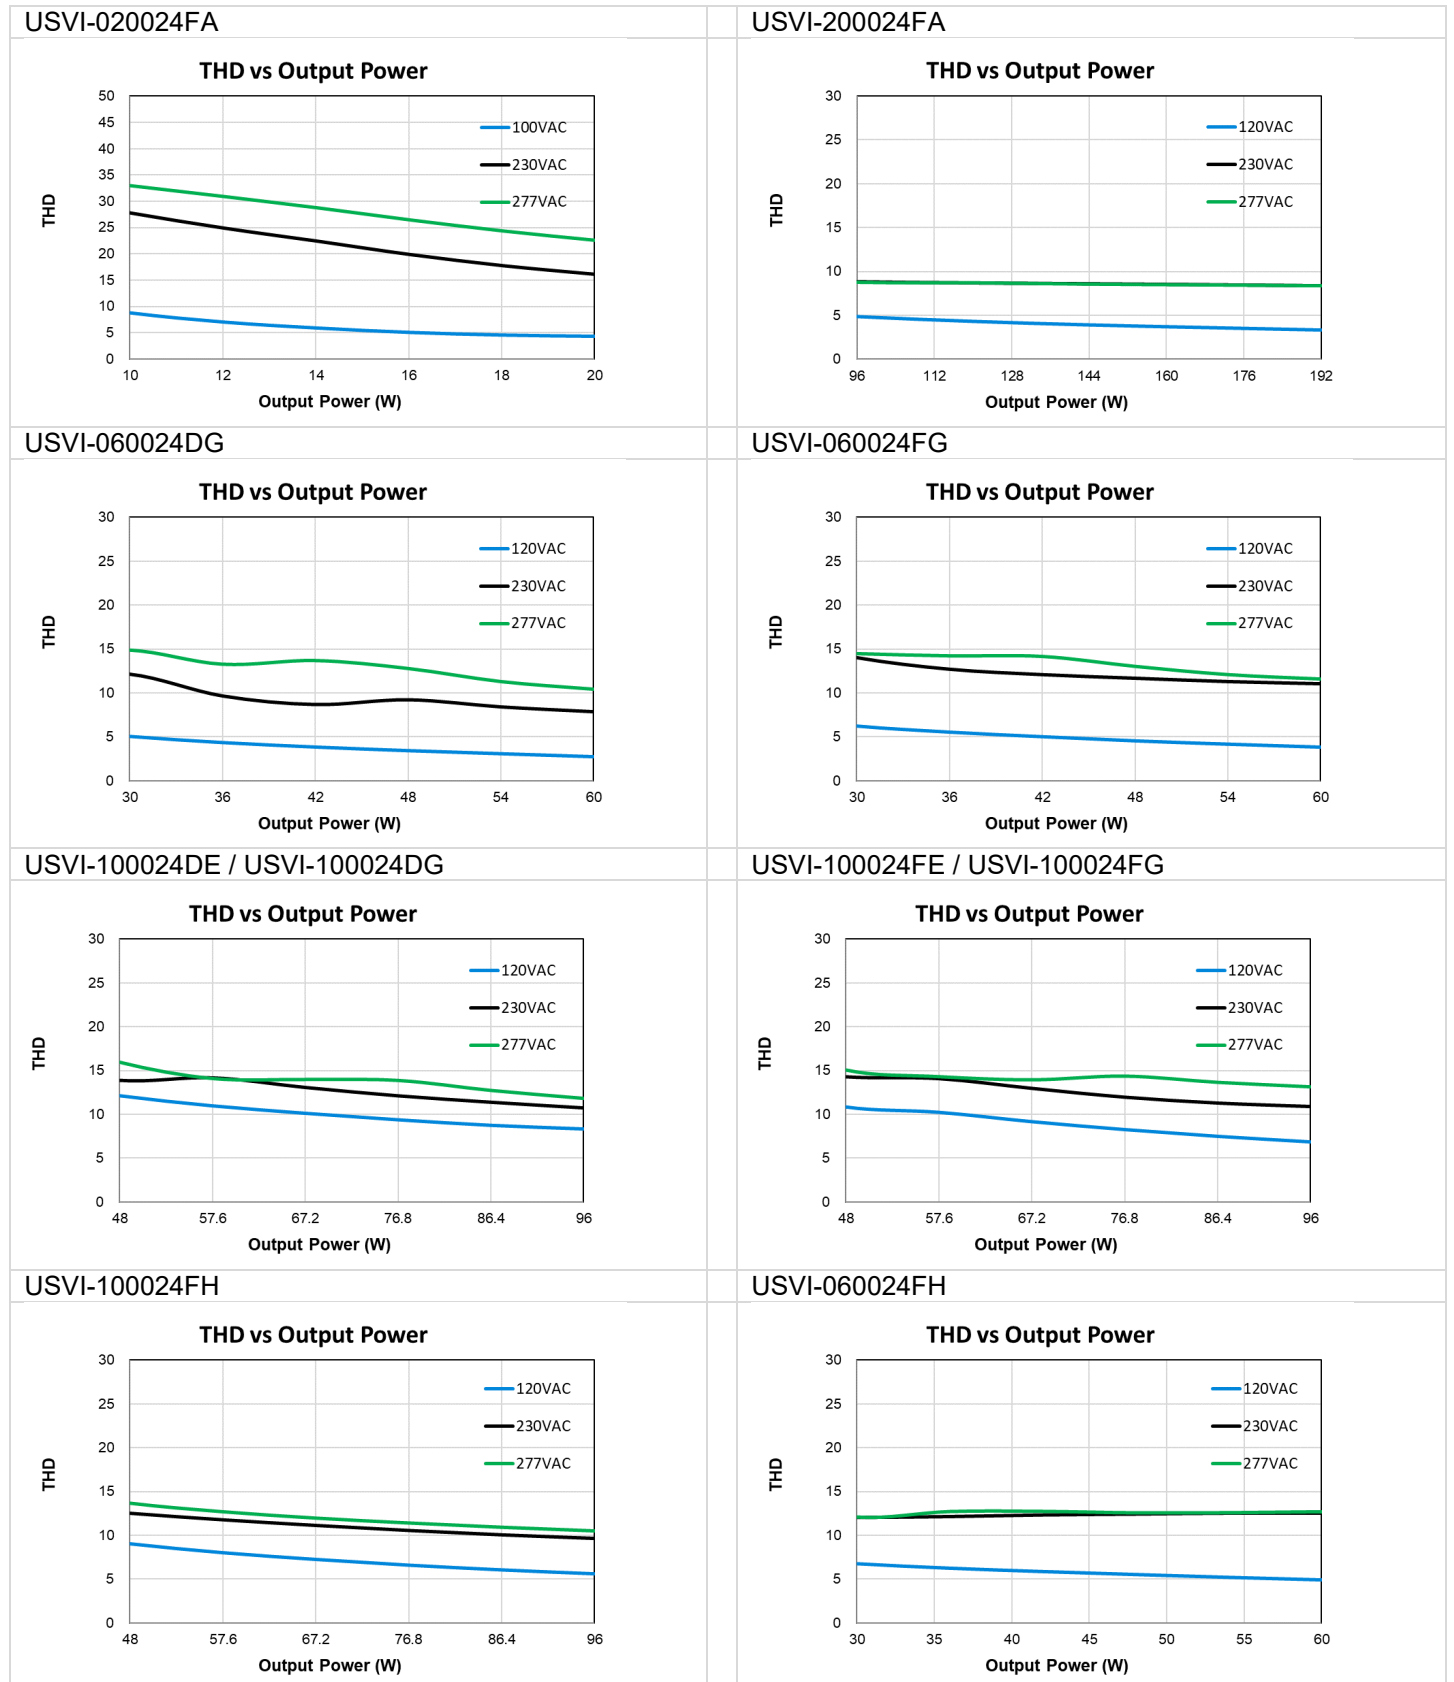 USVI-020024FA
THD vs Output Power
50
45
40
35
30
25
20
15
10
5
0
THD
100VAC
230VAC
277VAC
10 12 14 16 18 20
Output Power (W)
USVI-200024FA
THD vs Output Power
30
25
20
15
10
5
0
THD
120VAC
230VAC
277VAC
96 112 128 144 160 176 192
Output Power (W)
USVI-060024DG
THD vs Output Power
30
25
20
15
10
5
0
THD
120VAC
230VAC
277VAC
30 36 42 48 54 60
Output Power (W)
USVI-060024FG
THD vs Output Power
30
25
20
15
10
5
0
THD
120VAC
230VAC
277VAC
30 36 42 48 54 60
Output Power (W)
USVI-100024DE / USVI-100024DG
THD vs Output Power
30
25
20
15
10
5
0
THD
120VAC
230VAC
277VAC
48 57.6 67.2 76.8 86.4 96
Output Power (W)
USVI-100024FE / USVI-100024FG
THD vs Output Power
30
25
20
15
10
5
0
THD
120VAC
230VAC
277VAC
48 57.6 67.2 76.8 86.4 96
Output Power (W)
USVI-100024FH
THD vs Output Power
30
25
20
15
10
5
0
THD
120VAC
230VAC
277VAC
48 57.6 67.2 76.8 86.4 96
Output Power (W)
USVI-060024FH
THD vs Output Power
30
25
20
15
10
5
0
THD
120VAC
230VAC
277VAC
30 35 40 45 50 55 60
Output Power (W)